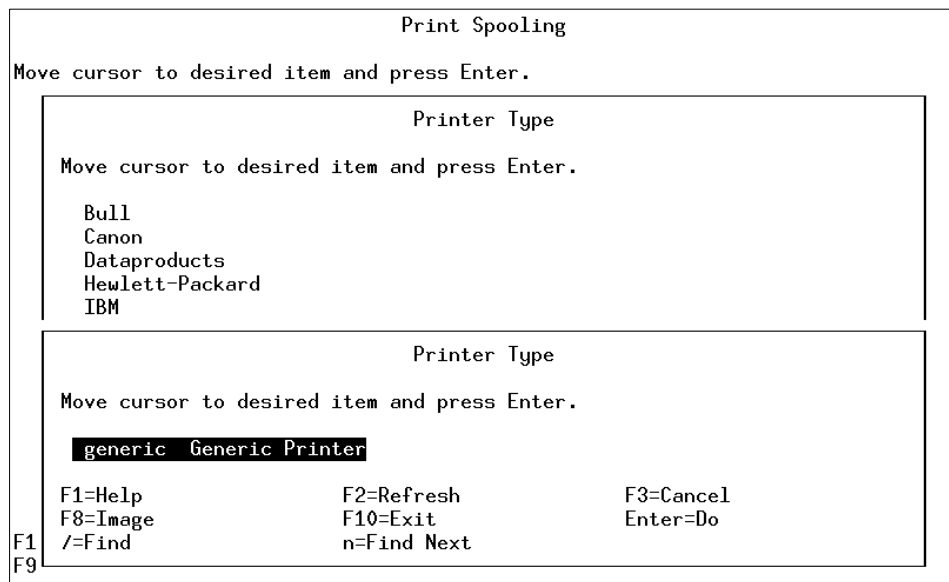 Print Spooling
Move cursor to desired item and press Enter.
Printer Type
Move cursor to desired item and press Enter.
Bull
Canon
Dataproducts
Hewlett-Packard
IBM
Printer Type
Move cursor to desired item and press Enter.
generic  Generic Printer
F1=Help F2=Refresh F3=Cancel
F8=Image F10=Exit Enter=Do
F1 /=Find n=Find Next
F9